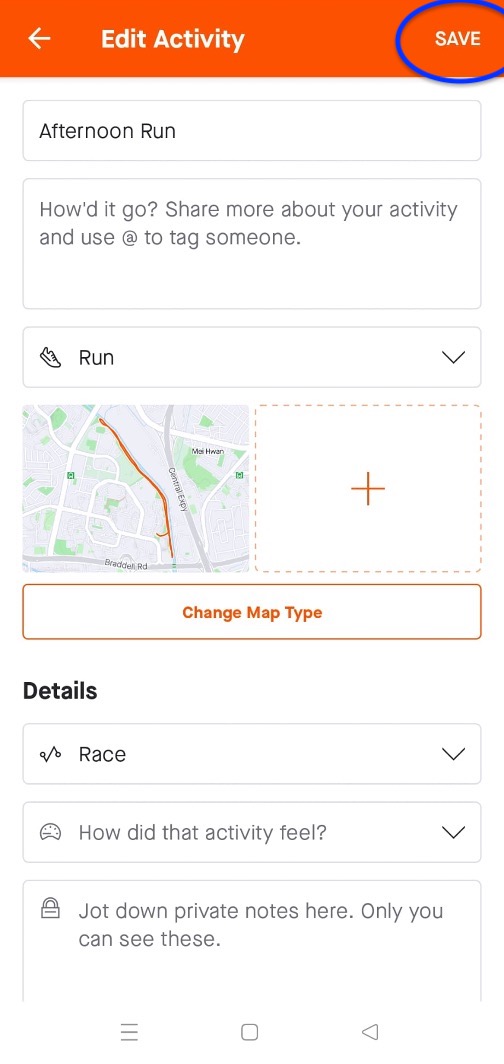 Edit Activity
SAVE
Afternoon Run
How'd it go? Share more about your activity
and use @ to tag someone.
Run
Mei Hwan
Central Expy
Braddell Rd
Change Map Type
Details
Race
How did that activity feel?
Jot down private notes here. Only you
can see these.